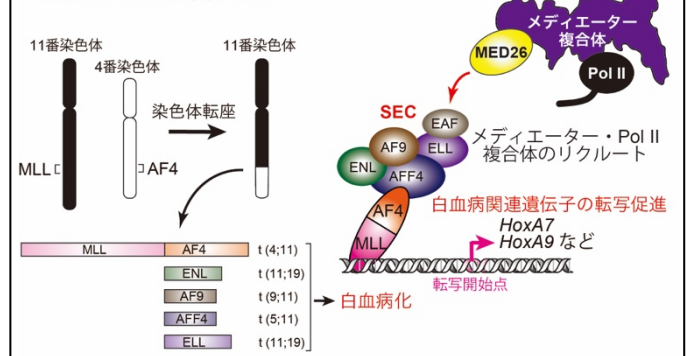 11番染色体
4番染色体
11番染色体
染色体転座
MLL
AF4
MLL AF4 t (4;11)
ENL t (11;19)
AF9 t (9;11)
AFF4 t (5;11)
ELL t (11;19)
白血病化
メディエーター
複合体
MED26
Pol II
SEC
EAF
AF9
ELL
ENL
AFF4
AF4
MLL
メディエーター・Pol II
複合体のリクルート
白血病関連遺伝子の転写促進
HoxA7
HoxA9 など
転写開始点